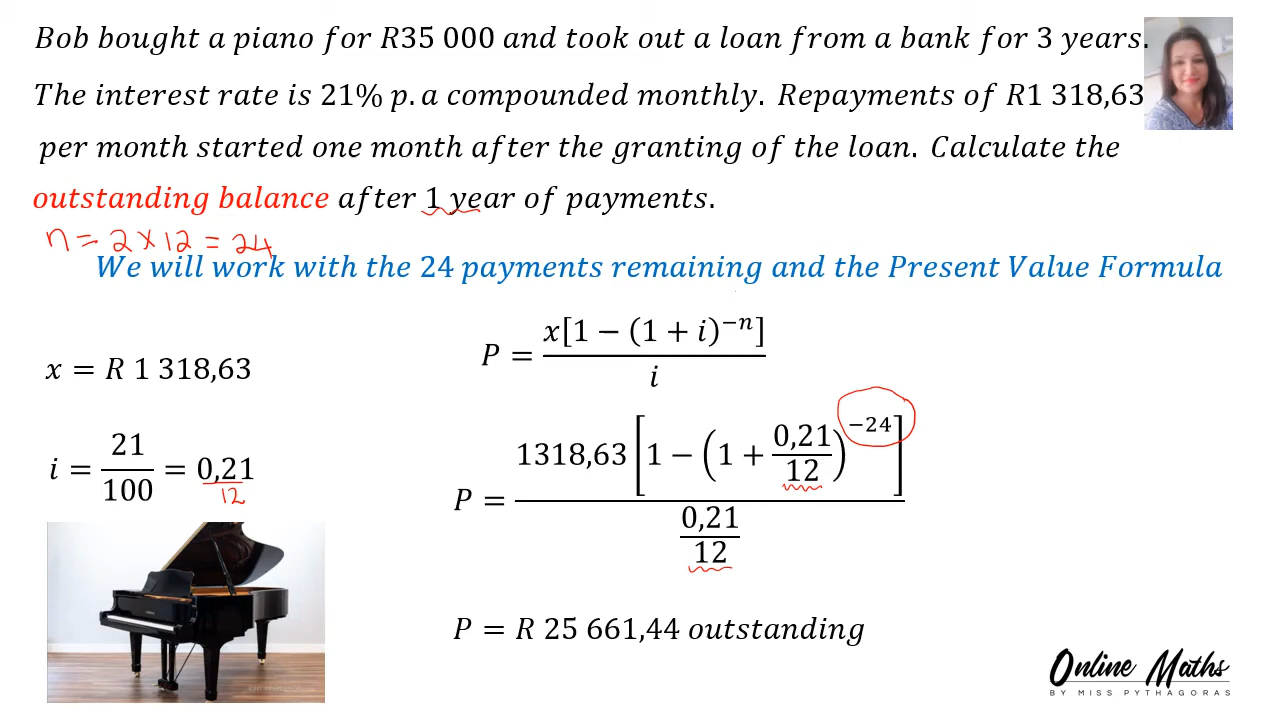 Bob bought a piano for R35 000 and took out a loan from a bank for 3 years.
The interest rate is 21% p.a compounded monthly. Repayments of R1 318,63
per month started one month after the granting of the loan. Calculate the
outstanding balance after 1 year of payments.
n = 2 × 12 = 24
We will work with the 24 payments remaining and the Present Value Formula
P = x[1 − (1 + i)^−n] / i
x = R 1 318,63
P = 1318,63 [1 − (1 + 0,21/12)^−24] / (0,21/12)
i = 21/100 = 0,21
12
P = R 25 661,44 outstanding
Online Maths
BY MISS PYTHAGORAS